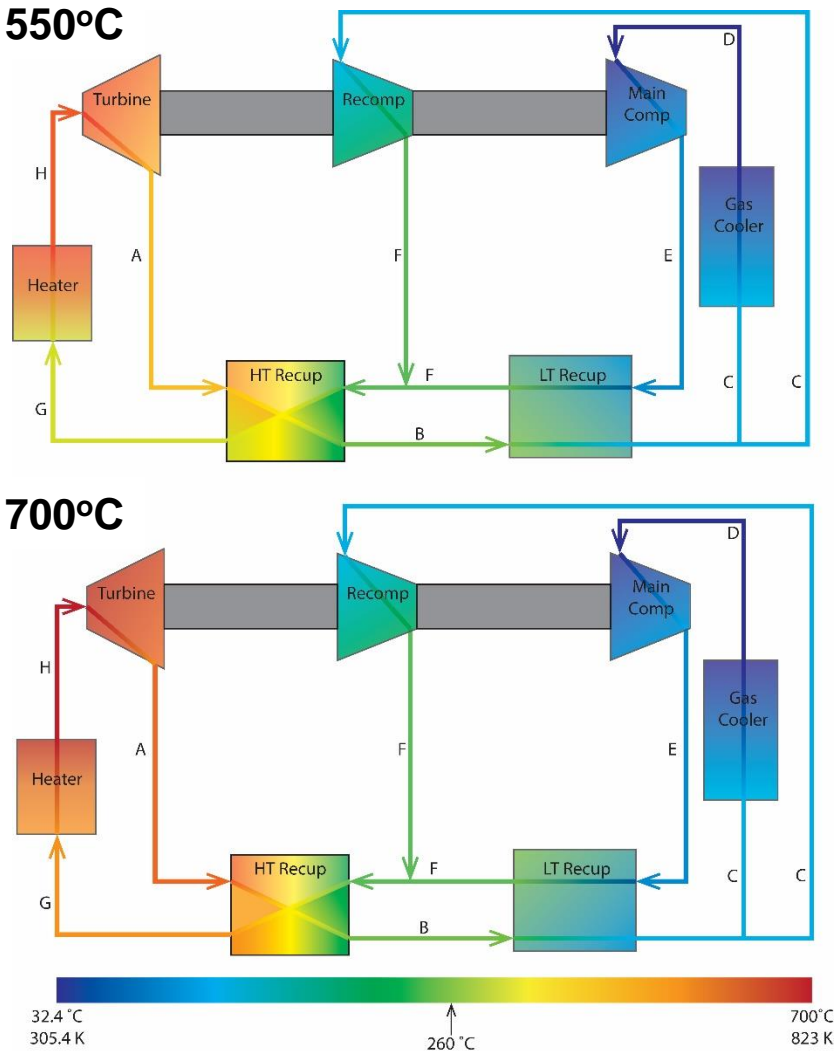 550°C
Turbine
Recomp
Main
Comp
D
H
Gas
Cooler
A
F
E
Heater
HT Recup
F
LT Recup
C
C
G
B
700°C
Turbine
Recomp
Main
Comp
D
H
Gas
Cooler
A
F
E
Heater
HT Recup
F
LT Recup
C
C
G
B
32.4 °C
305.4 K
260 °C
700°C
823 K